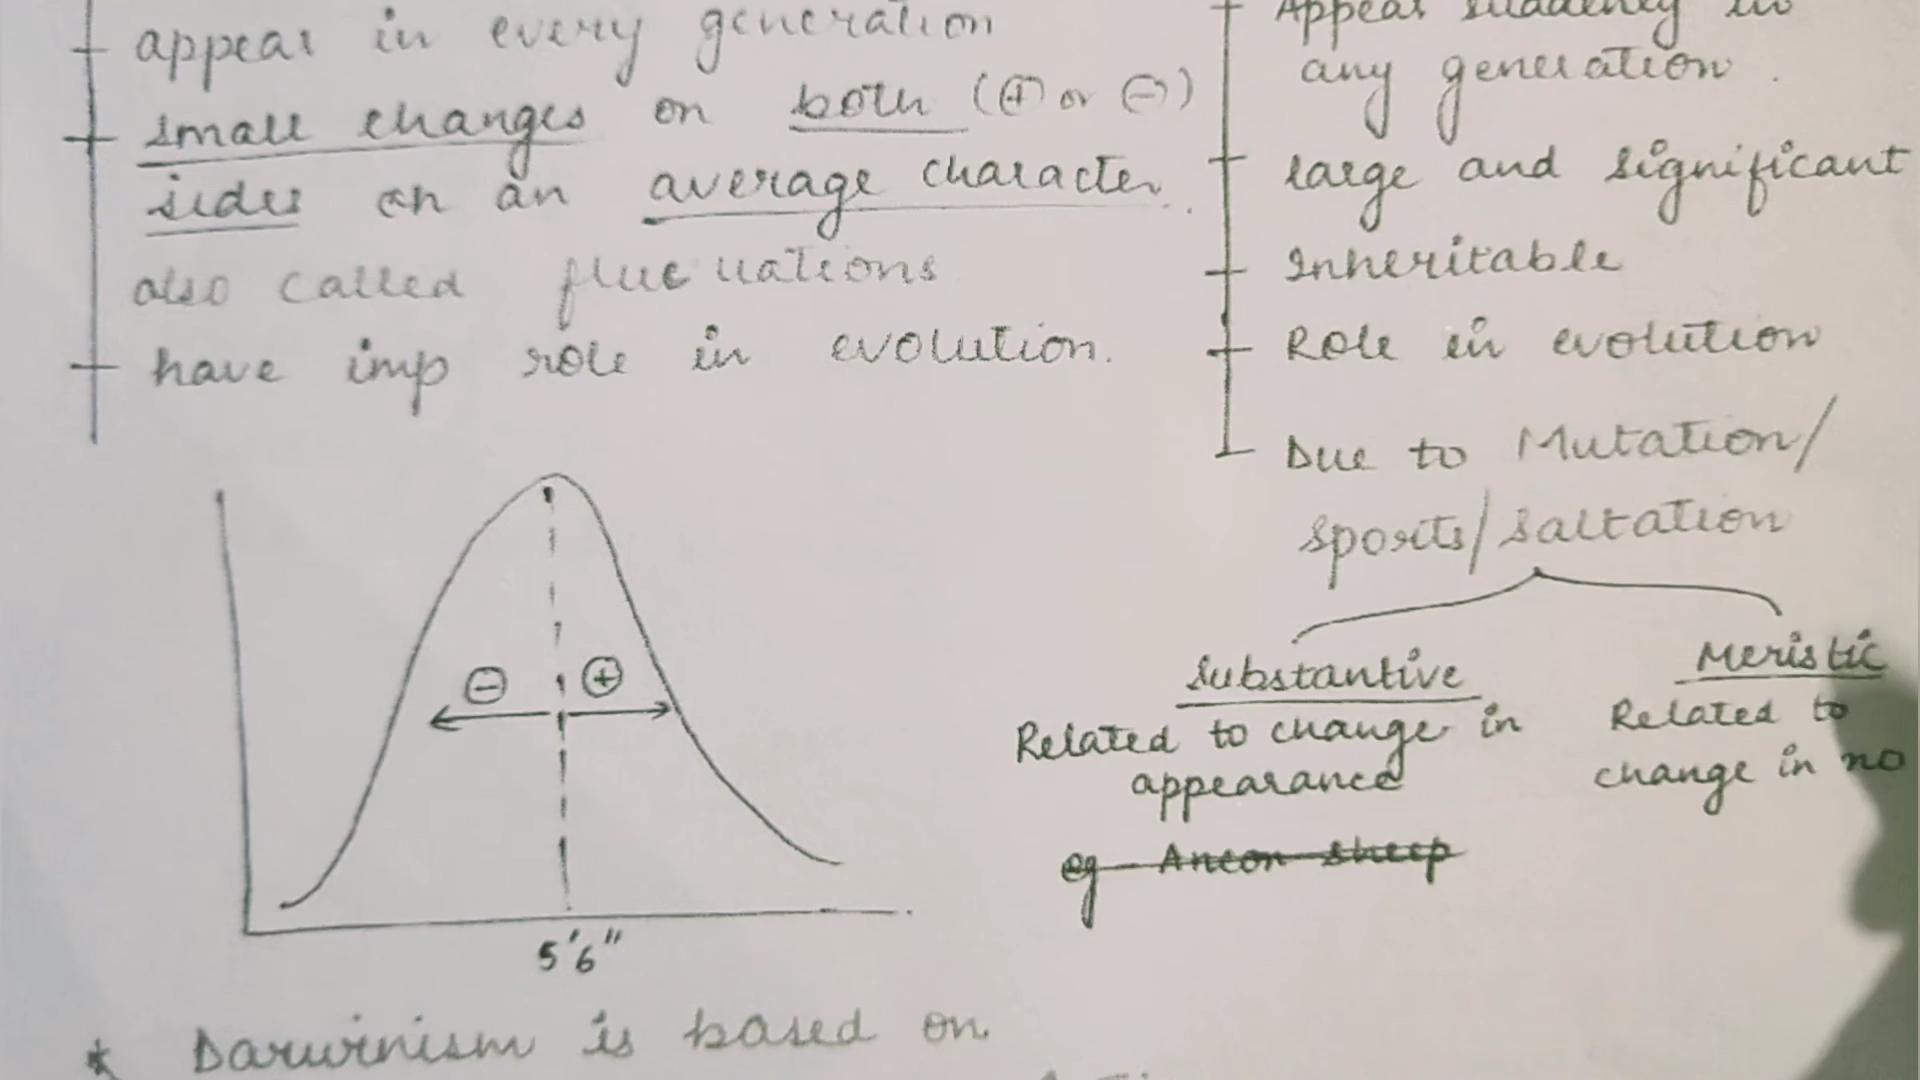 appear in every generation
small changes on both (⊕ or ⊖)
sides on an average character.
also called fluctuations
have imp role in evolution.
Appear suddenly in
any generation.
large and significant
Inheritable
Role in evolution
Due to Mutation/
sports/saltation
Substantive
Related to change in
appearance
eg Ancon sheep
Meristic
Related to
change in no
⊖ ⊕
5'6"
* Darwinism is based on